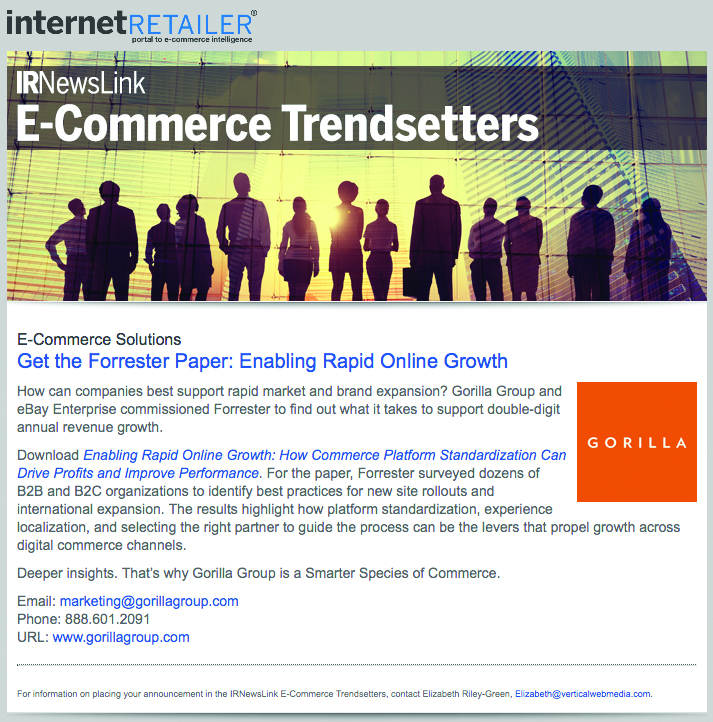 internetRETAILER®
portal to e-commerce intelligence
IRNewsLink
E-Commerce Trendsetters
E-Commerce Solutions
Get the Forrester Paper: Enabling Rapid Online Growth
How can companies best support rapid market and brand expansion? Gorilla Group and
eBay Enterprise commissioned Forrester to find out what it takes to support double-digit
annual revenue growth.
GORILLA
Download Enabling Rapid Online Growth: How Commerce Platform Standardization Can
Drive Profits and Improve Performance. For the paper, Forrester surveyed dozens of
B2B and B2C organizations to identify best practices for new site rollouts and
international expansion. The results highlight how platform standardization, experience
localization, and selecting the right partner to guide the process can be the levers that propel growth across
digital commerce channels.
Deeper insights. That's why Gorilla Group is a Smarter Species of Commerce.
Email: marketing@gorillagroup.com
Phone: 888.601.2091
URL: www.gorillagroup.com
For information on placing your announcement in the IRNewsLink E-Commerce Trendsetters, contact Elizabeth Riley-Green, Elizabeth@verticalwebmedia.com.